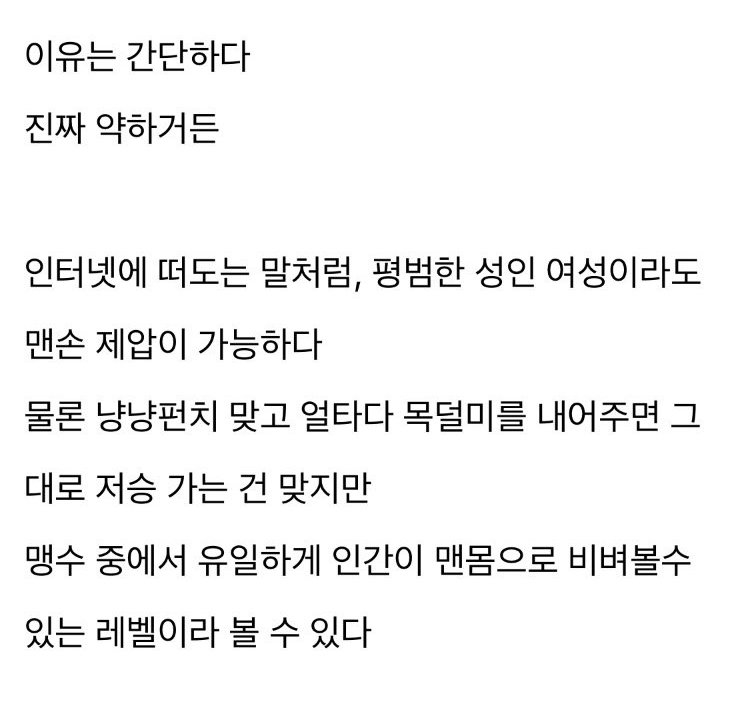 이유는 간단하다
진짜 약하거든
인터넷에 떠도는 말처럼, 평범한 성인 여성이라도
맨손 제압이 가능하다
물론 냥냥펀치 맞고 얼타다 목덜미를 내어주면 그
대로 저승 가는 건 맞지만
맹수 중에서 유일하게 인간이 맨몸으로 비벼볼수
있는 레벨이라 볼 수 있다